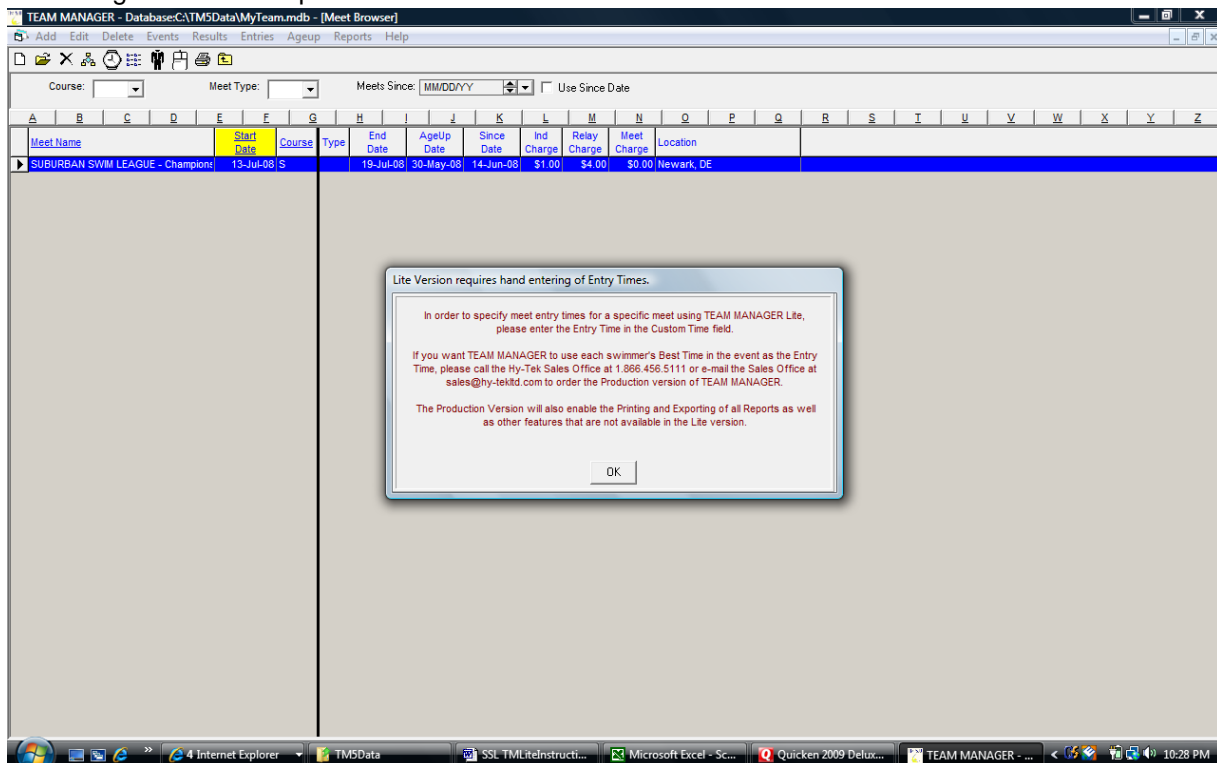 TEAM MANAGER - Database:C:\TM5Data\MyTeam.mdb - [Meet Browser]
Add Edit Delete Events Results Entries Ageup Reports Help
Course: Meet Type: Meets Since: MM/DD/YY Use Since Date
A B C D E F G H I J K L M N O P Q R S T U V W X Y Z
Meet Name Start Date Course Type End Date AgeUp Date Since Date Ind Charge Relay Charge Meet Charge Location
SUBURBAN SWIM LEAGUE - Champions 13-Jul-08 S 19-Jul-08 30-May-08 14-Jun-08 $1.00 $4.00 $0.00 Newark, DE
Lite Version requires hand entering of Entry Times.
In order to specify meet entry times for a specific meet using TEAM MANAGER Lite,
please enter the Entry Time in the Custom Time field.
If you want TEAM MANAGER to use each swimmer's Best Time in the event as the Entry
Time, please call the Hy-Tek Sales Office at 1.866.456.5111 or e-mail the Sales Office at
sales@hy-tekltd.com to order the Production version of TEAM MANAGER.
The Production Version will also enable the Printing and Exporting of all Reports as well
as other features that are not available in the Lite version.
OK
4 Internet Explorer TM5Data SSL TMLiteInstructi... Microsoft Excel - Sc... Quicken 2009 Delux... TEAM MANAGER - ... 10:28 PM